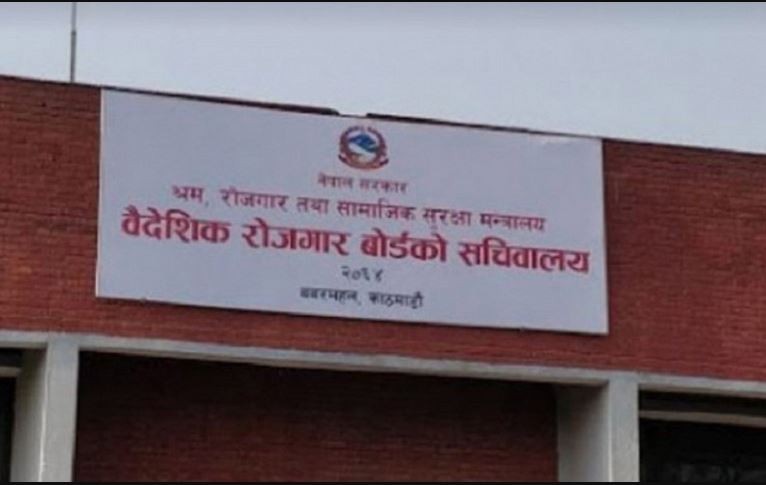 नेपाल सरकार
श्रम, रोजगार तथा सामाजिक सुरक्षा मन्त्रालय
वैदेशिक रोजगार बोर्डको सचिवालय
२०६४
बबरमहल, काठमाडौं